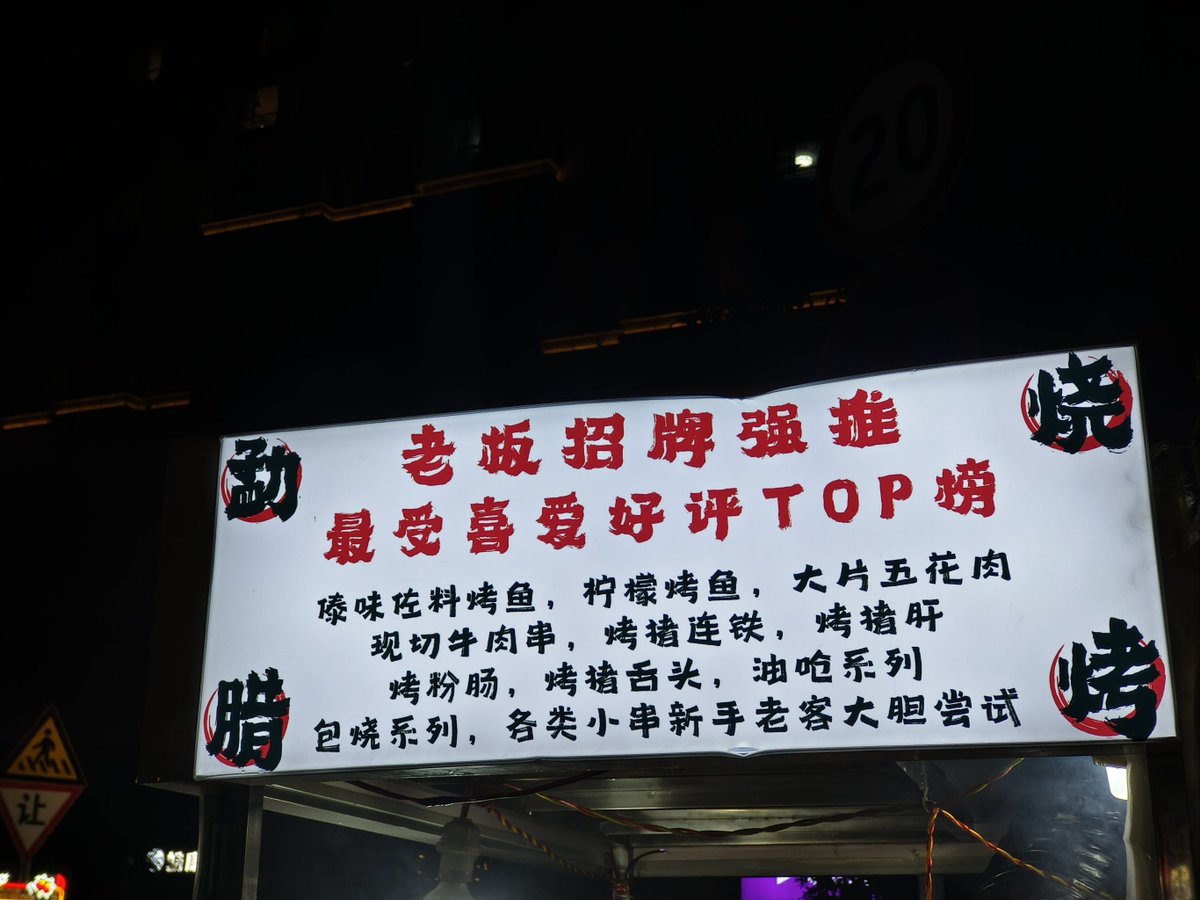 20
勐
烧
老板招牌强推
最受喜爱好评TOP榜
傣味佐料烤鱼，柠檬烤鱼，大片五花肉
现切牛肉串，烤猪连铁，烤猪肝
烤粉肠，烤猪舌头，油呛系列
包烧系列，各类小串新手老客大胆尝试
腊
烤
让